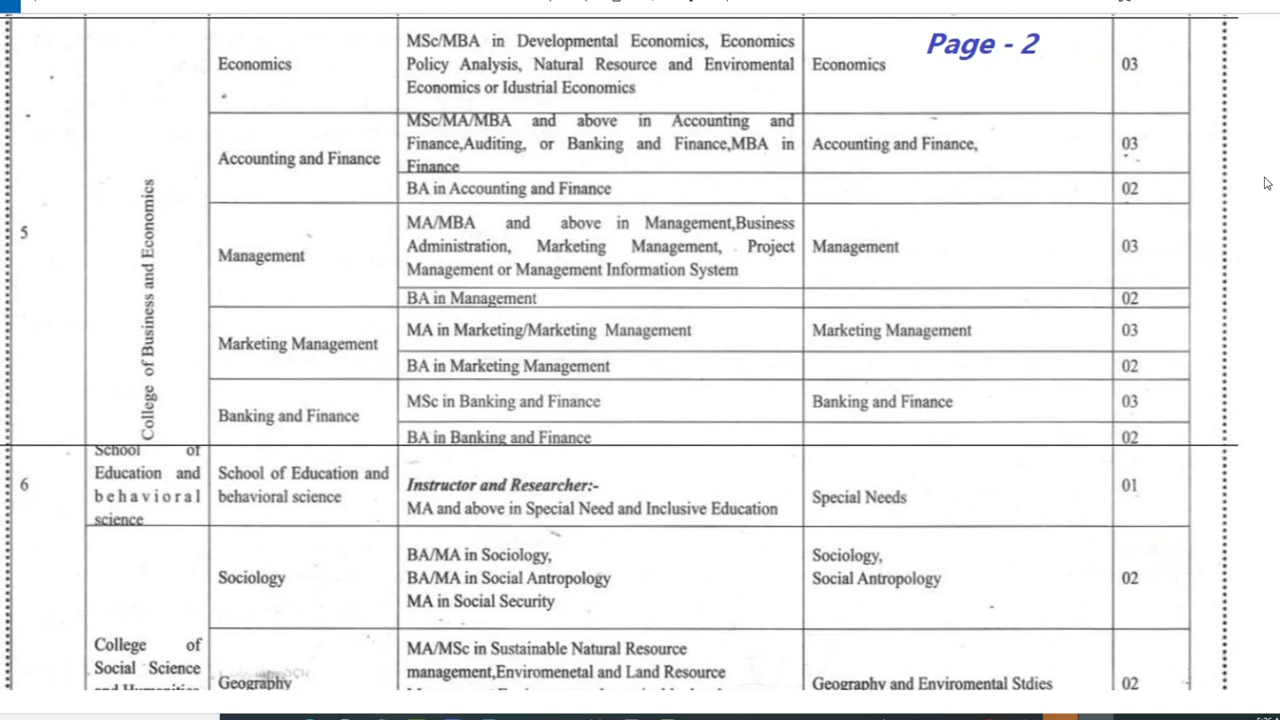 Page - 2
5
College of Business and Economics
Economics
MSc/MBA in Developmental Economics, Economics
Policy Analysis, Natural Resource and Enviromental
Economics or Idustrial Economics
Economics
03
Accounting and Finance
MSc/MA/MBA and above in Accounting and
Finance,Auditing, or Banking and Finance,MBA in
Finance
Accounting and Finance,
03
BA in Accounting and Finance
02
Management
MA/MBA and above in Management,Business
Administration, Marketing Management, Project
Management or Management Information System
Management
03
BA in Management
02
Marketing Management
MA in Marketing/Marketing Management
Marketing Management
03
BA in Marketing Management
02
Banking and Finance
MSc in Banking and Finance
Banking and Finance
03
BA in Banking and Finance
02
6
School of
Education and
behavioral
science
School of Education and
behavioral science
Instructor and Researcher:-
MA and above in Special Need and Inclusive Education
Special Needs
01
College of
Social Science
and Humanities
Sociology
BA/MA in Sociology,
BA/MA in Social Antropology
MA in Social Security
Sociology,
Social Antropology
02
Geography
MA/MSc in Sustainable Natural Resource
management,Enviromenetal and Land Resource
Geography and Enviromental Stdies
02